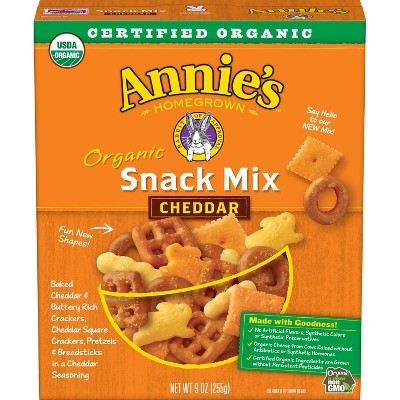 CERTIFIED ORGANIC
USDA
ORGANIC
Annie's
HOMEGROWN
Say Hello
to our
NEW Mix!
Organic
Snack Mix
CHEDDAR
Fun New
Shapes!
Baked
Cheddar &
Buttery Rich
Crackers,
Cheddar Square
Crackers, Pretzels
& Breadsticks
in a Cheddar
Seasoning
Made with Goodness!
✓ No Artificial Flavors, Synthetic Colors
or Synthetic Preservatives
✓ Organic Cheese from Cows Raised without
Antibiotics or Synthetic Hormones
✓ Certified Organic Ingredients are Grown
without Persistent Pesticides
NET WT 9 OZ (255g)
Organic
NON
GMO